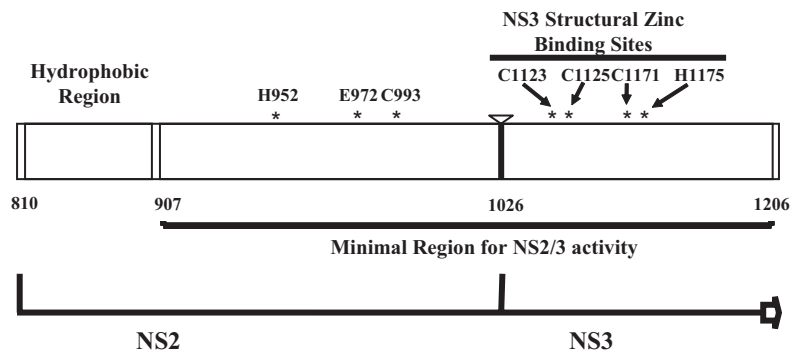 NS3 Structural Zinc
Binding Sites
Hydrophobic
Region
C1123 C1125 C1171 H1175
H952 E972 C993
* * * * * * *
810 907 1026 1206
Minimal Region for NS2/3 activity
NS2 NS3